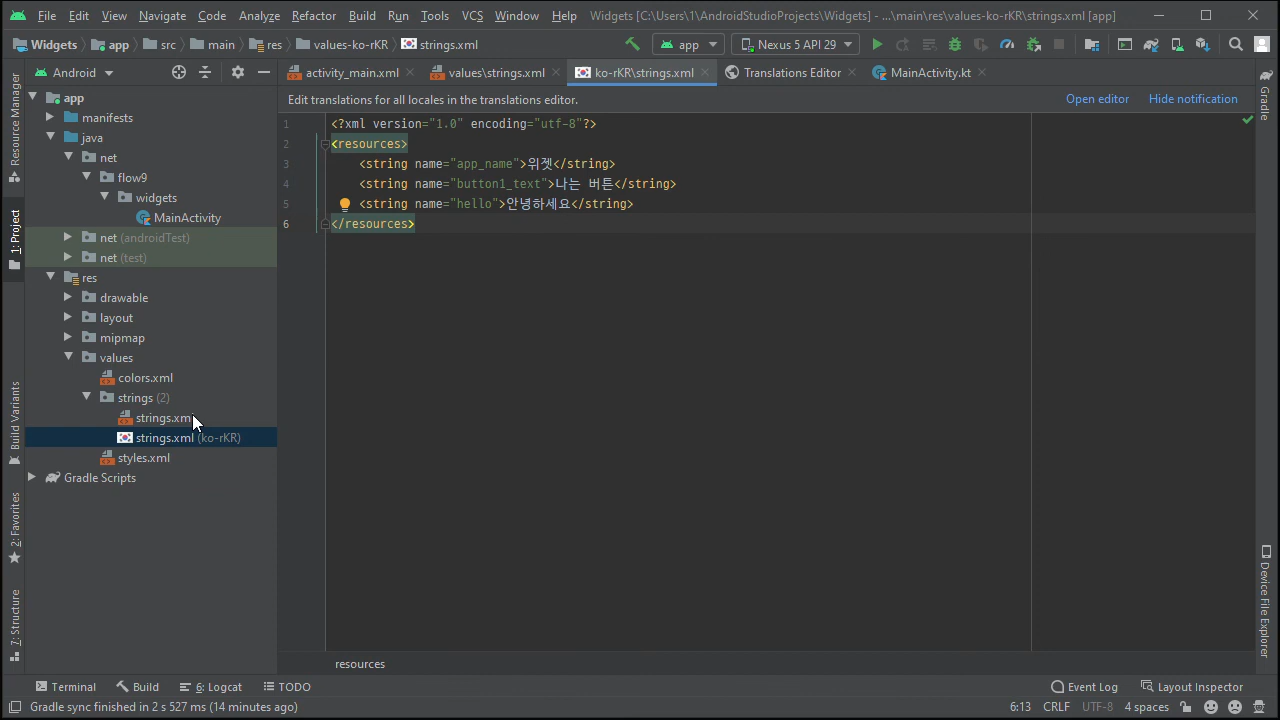 File Edit View Navigate Code Analyze Refactor Build Run Tools VCS Window Help Widgets [C:\Users\1\AndroidStudioProjects\Widgets] - ...\main\res\values-ko-rKR\strings.xml [app]
Widgets app src main res values-ko-rKR strings.xml app Nexus 5 API 29
Android activity_main.xml values\strings.xml ko-rKR\strings.xml Translations Editor MainActivity.kt
Edit translations for all locales in the translations editor. Open editor Hide notification
app
manifests
java
net
flow9
widgets
MainActivity
net (androidTest)
net (test)
res
drawable
layout
mipmap
values
colors.xml
strings (2)
strings.xm
strings.xml (ko-rKR)
styles.xml
Gradle Scripts
1 <?xml version="1.0" encoding="utf-8"?>
2 <resources>
3 <string name="app_name">위젯</string>
4 <string name="button1_text">나는 버튼</string>
5 <string name="hello">안녕하세요</string>
6 </resources>
resources
Resource Manager
1: Project
Build Variants
2: Favorites
7: Structure
Gradle
Device File Explorer
Terminal Build 6: Logcat TODO Event Log Layout Inspector
Gradle sync finished in 2 s 527 ms (14 minutes ago) 6:13 CRLF UTF-8 4 spaces